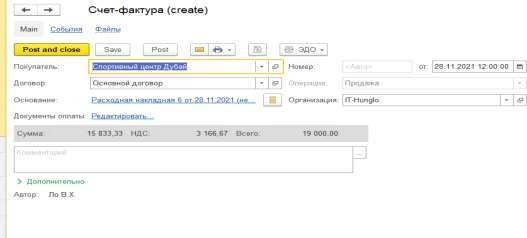 Счет-фактура (create)
Main События Файлы
Post and close Save Post ЭДО
Покупатель: Спортивный центр Дубай Номер: <Авто> от: 28.11.2021 12:00:00
Договор: Основной договор Операция: Продажа
Основание: Расходная накладная 6 от 28.11.2021 (не... Организация: IT-Hunglo
Документы оплаты Редактировать...
Сумма: 15 833,33 НДС: 3 166,67 Всего: 19 000.00
Комментарий
...
Дополнительно
Автор: Ло В.Х.